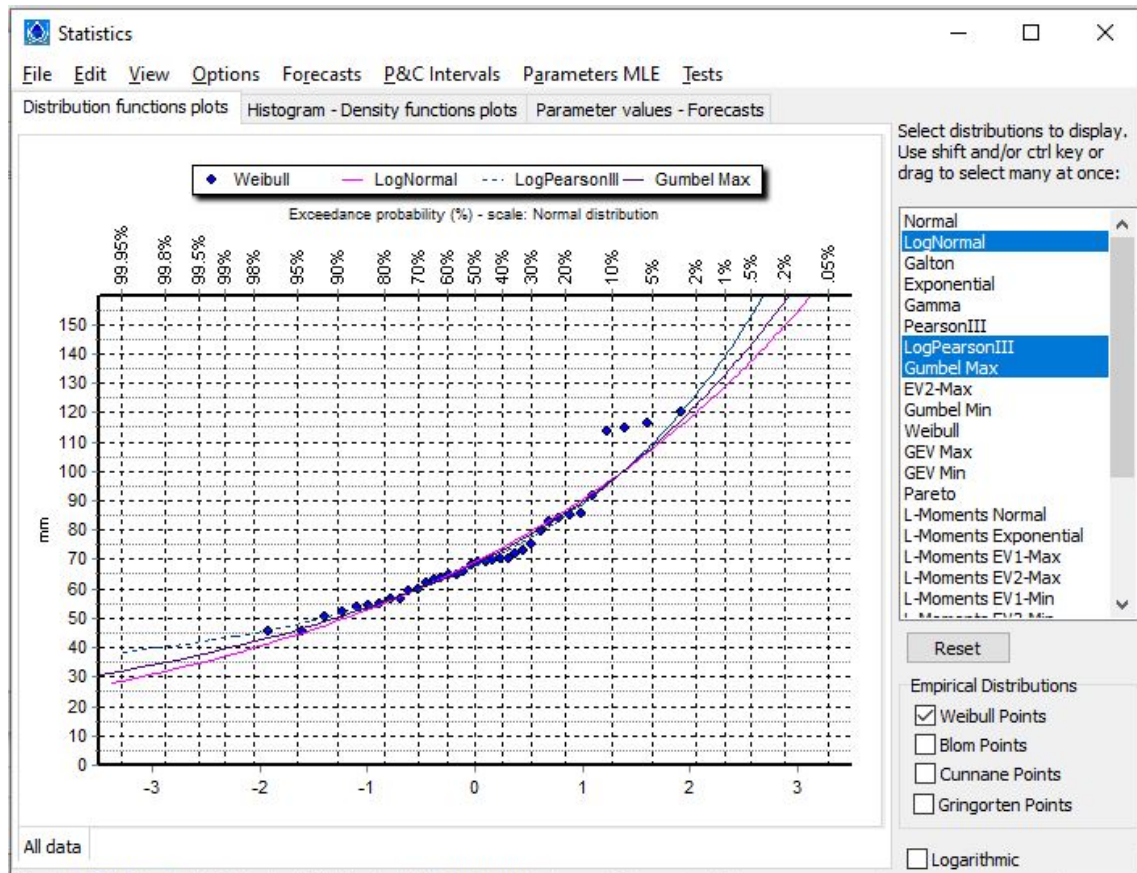 Statistics
File Edit View Options Forecasts P&C Intervals Parameters MLE Tests
Distribution functions plots Histogram - Density functions plots Parameter values - Forecasts
Weibull LogNormal LogPearsonIII Gumbel Max
Exceedance probability (%) - scale: Normal distribution
99.95% 99.8% 99.5% 99% 98% 95% 90% 80% 70% 60% 50% 40% 30% 20% 10% 5% 2% 1% .5% .2% .05%
150
140
130
120
110
100
90
80
70
60
50
40
30
20
10
0
mm
-3 -2 -1 0 1 2 3
All data
Select distributions to display.
Use shift and/or ctrl key or
drag to select many at once:
Normal
LogNormal
Galton
Exponential
Gamma
PearsonIII
LogPearsonIII
Gumbel Max
EV2-Max
Gumbel Min
Weibull
GEV Max
GEV Min
Pareto
L-Moments Normal
L-Moments Exponential
L-Moments EV1-Max
L-Moments EV2-Max
L-Moments EV1-Min
Reset
Empirical Distributions
Weibull Points
Blom Points
Cunnane Points
Gringorten Points
Logarithmic